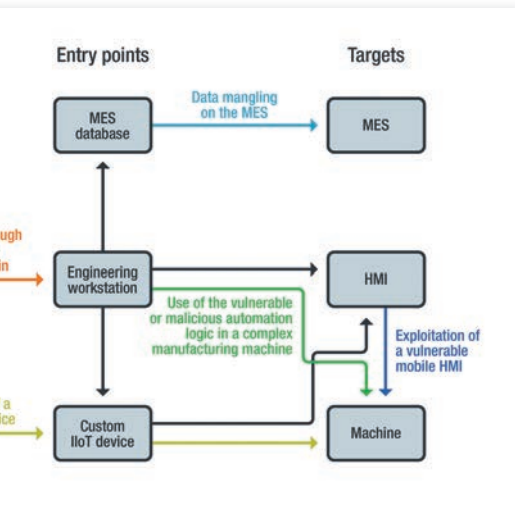 Entry points
Targets
MES
database
Data mangling
on the MES
MES
ugh
in
Engineering
workstation
HMI
Use of the vulnerable
or malicious automation
logic in a complex
manufacturing machine
Exploitation of
a vulnerable
mobile HMI
a
ice
Custom
IIoT device
Machine